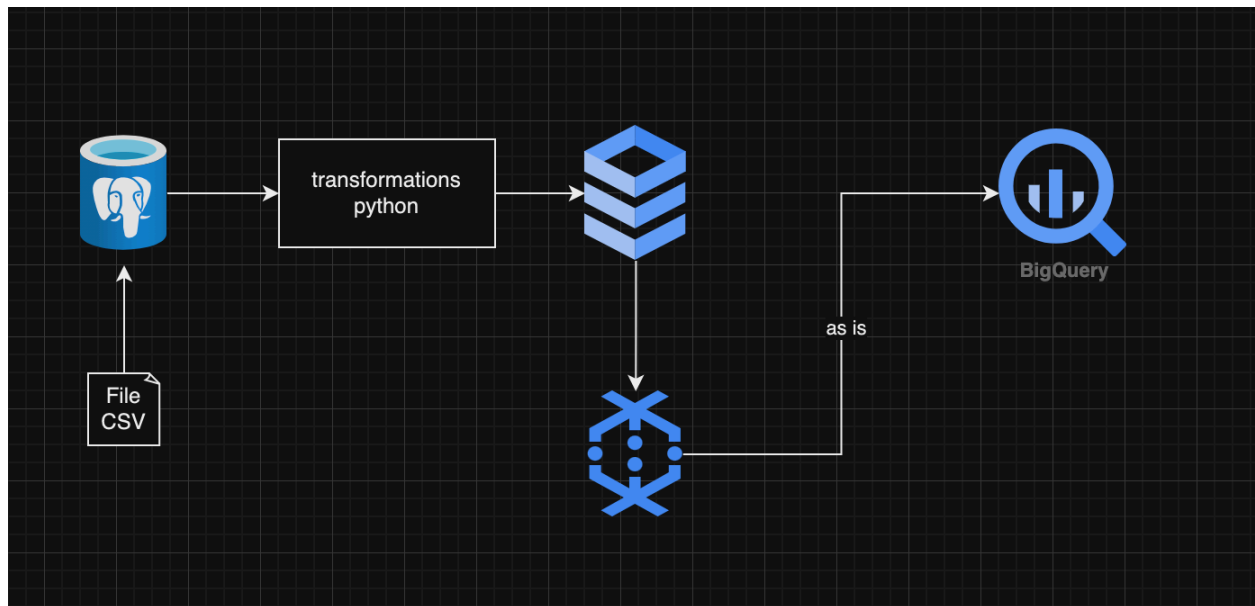 transformations
python
BigQuery
as is
File
CSV